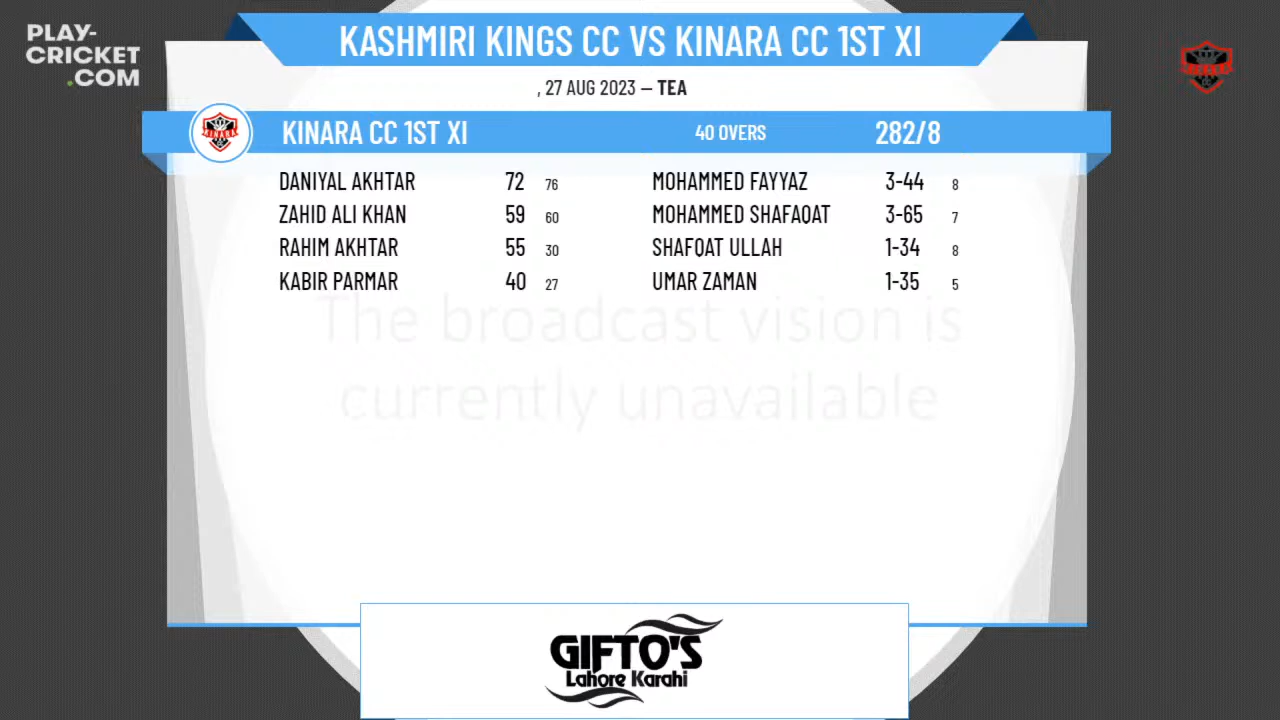 PLAY-
CRICKET
.COM
KASHMIRI KINGS CC VS KINARA CC 1ST XI
, 27 AUG 2023 – TEA
KINARA
CC
KINARA CC 1ST XI 40 OVERS 282/8
DANIYAL AKHTAR 72 76 MOHAMMED FAYYAZ 3-44 8
ZAHID ALI KHAN 59 60 MOHAMMED SHAFAQAT 3-65 7
RAHIM AKHTAR 55 30 SHAFQAT ULLAH 1-34 8
KABIR PARMAR 40 27 UMAR ZAMAN 1-35 5
The broadcast vision is
currently unavailable
GIFTO'S
Lahore Karahi